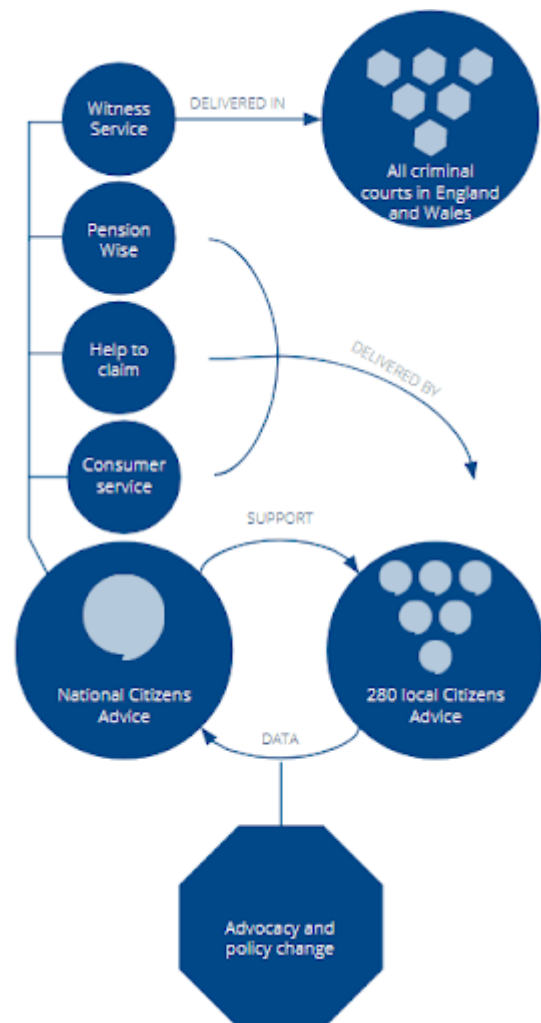 Witness
Service
DELIVERED IN
All criminal
courts in England
and Wales
Pension
Wise
Help to
claim
DELIVERED BY
Consumer
service
SUPPORT
National Citizens
Advice
280 local Citizens
Advice
DATA
Advocacy and
policy change